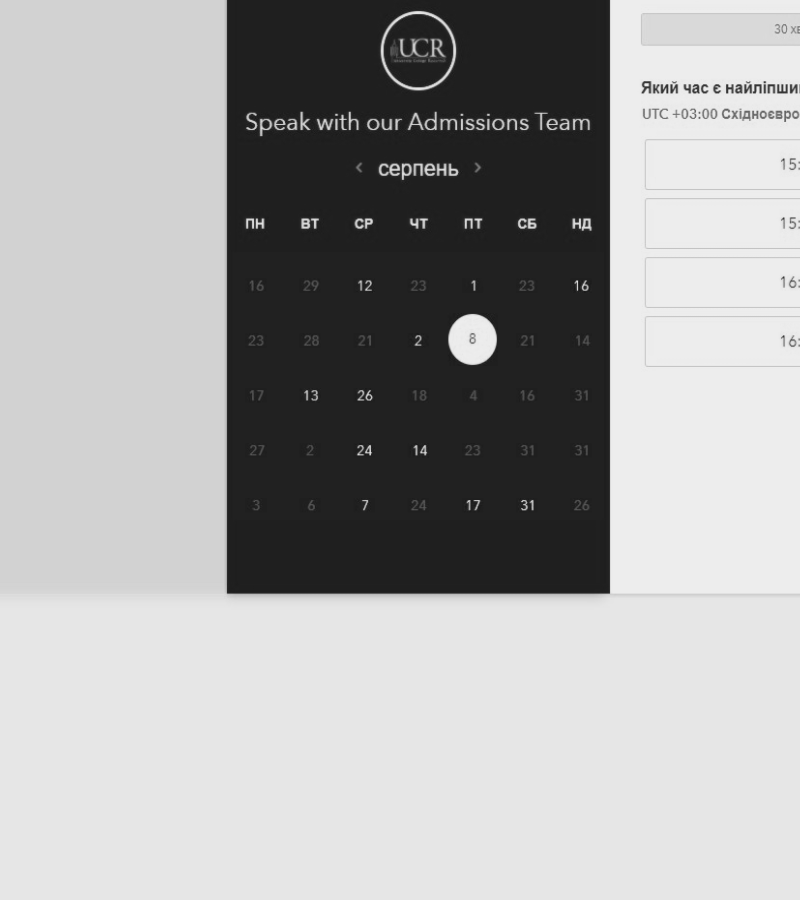 UCR
Speak with our Admissions Team
‹ серпень ›
ПН ВТ СР ЧТ ПТ СБ НД
16 29 12 23 1 23 16
23 28 21 2 8 21 14
17 13 26 18 4 16 31
27 2 24 14 23 31 31
3 6 7 24 17 31 26
30 хв
Який час є найліпши
UTC +03:00 Східноєвро
15:
15:
16:
16: